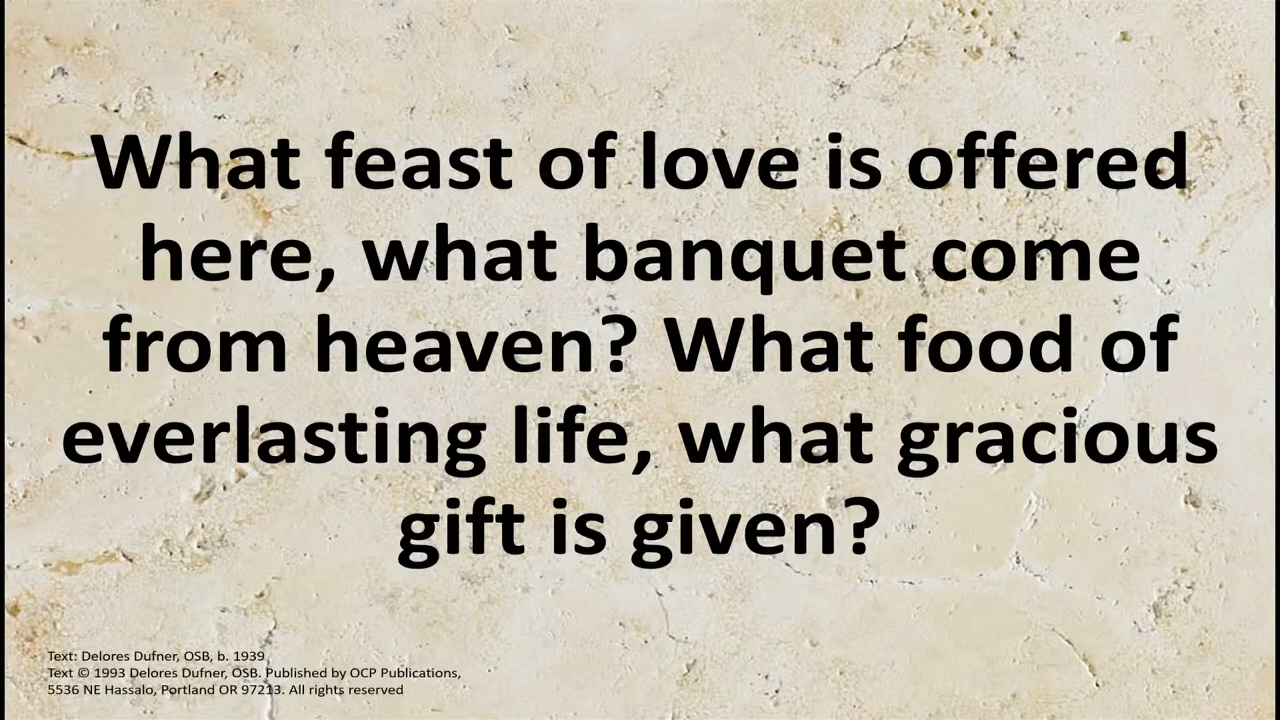 What feast of love is offered
here, what banquet come
from heaven? What food of
everlasting life, what gracious
gift is given?
Text: Delores Dufner, OSB, b. 1939
Text © 1993 Delores Dufner, OSB. Published by OCP Publications,
5536 NE Hassalo, Portland OR 97213. All rights reserved